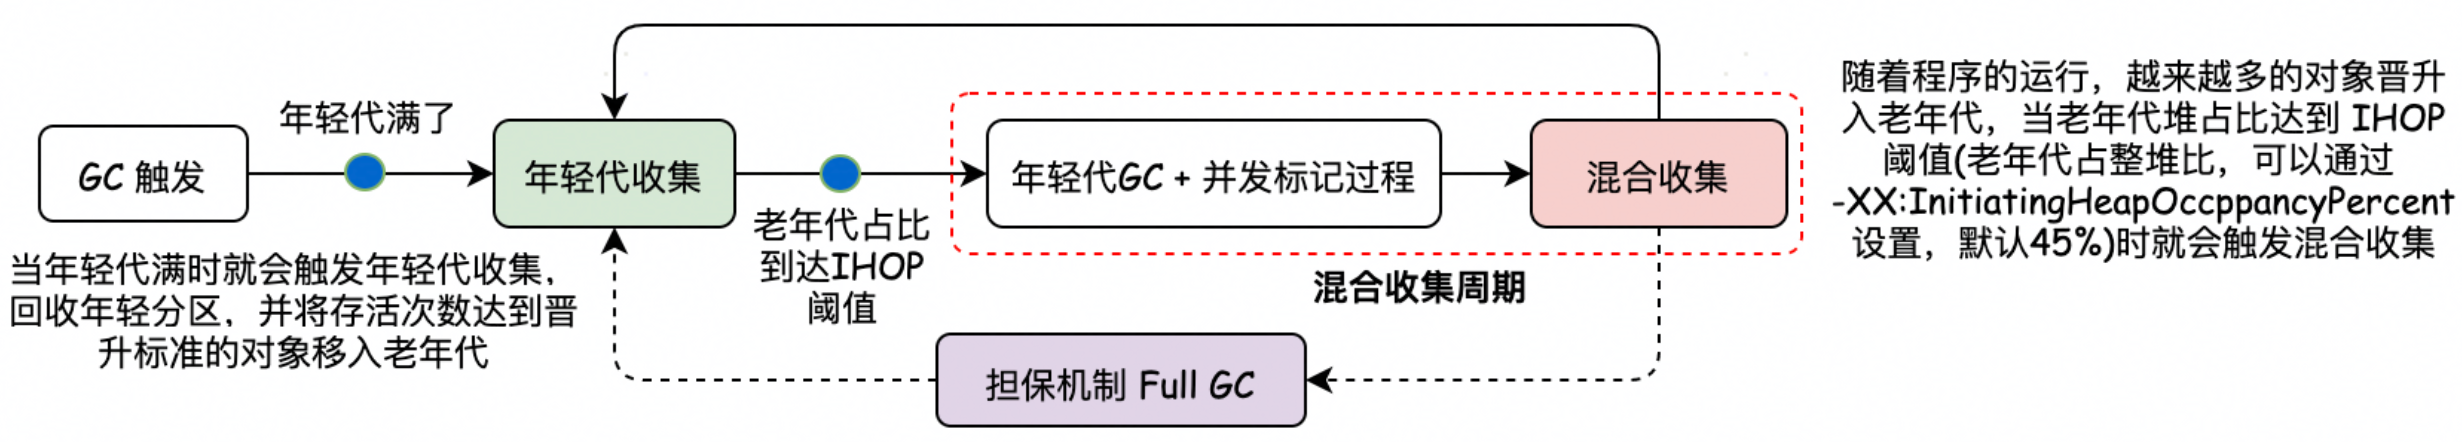 GC 触发
年轻代满了
年轻代收集
老年代占比
到达IHOP
阈值
年轻代GC + 并发标记过程
混合收集
混合收集周期
担保机制 Full GC
当年轻代满时就会触发年轻代收集，
回收年轻分区，并将存活次数达到晋
升标准的对象移入老年代
随着程序的运行，越来越多的对象晋升
入老年代，当老年代堆占比达到 IHOP
阈值(老年代占整堆比，可以通过
-XX:InitiatingHeapOccppancyPercent
设置，默认45%)时就会触发混合收集